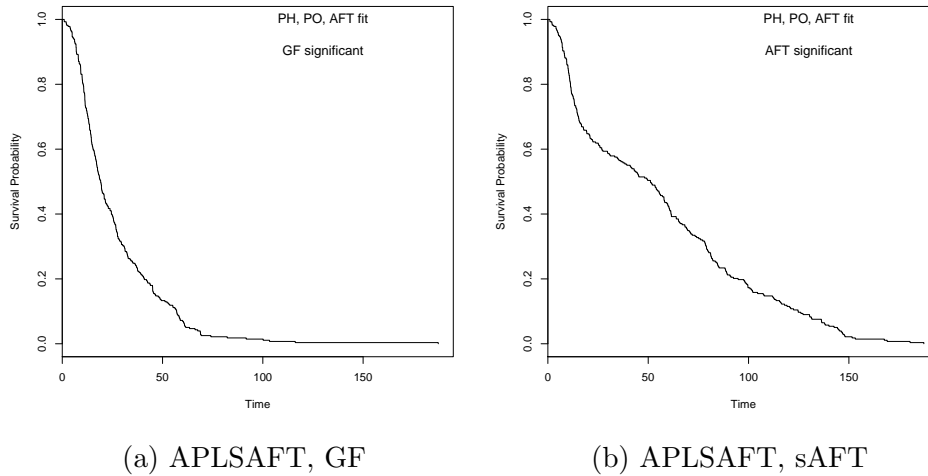 PH, PO, AFT fit
GF significant
Survival Probability
1.0
0.8
0.6
0.4
0.2
0.0
0 50 100 150
Time
(a) APLSAFT, GF
PH, PO, AFT fit
AFT significant
Survival Probability
1.0
0.8
0.6
0.4
0.2
0.0
0 50 100 150
Time
(b) APLSAFT, sAFT